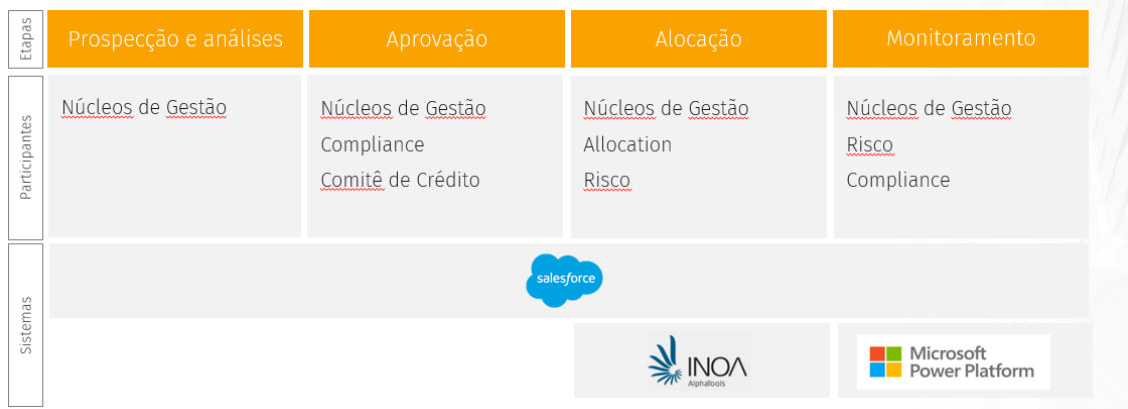 Etapas
Prospecção e análises
Aprovação
Alocação
Monitoramento
Participantes
Núcleos de Gestão
Núcleos de Gestão
Compliance
Comitê de Crédito
Núcleos de Gestão
Allocation
Risco
Núcleos de Gestão
Risco
Compliance
Sistemas
salesforce
INOA
AlphaTools
Microsoft
Power Platform